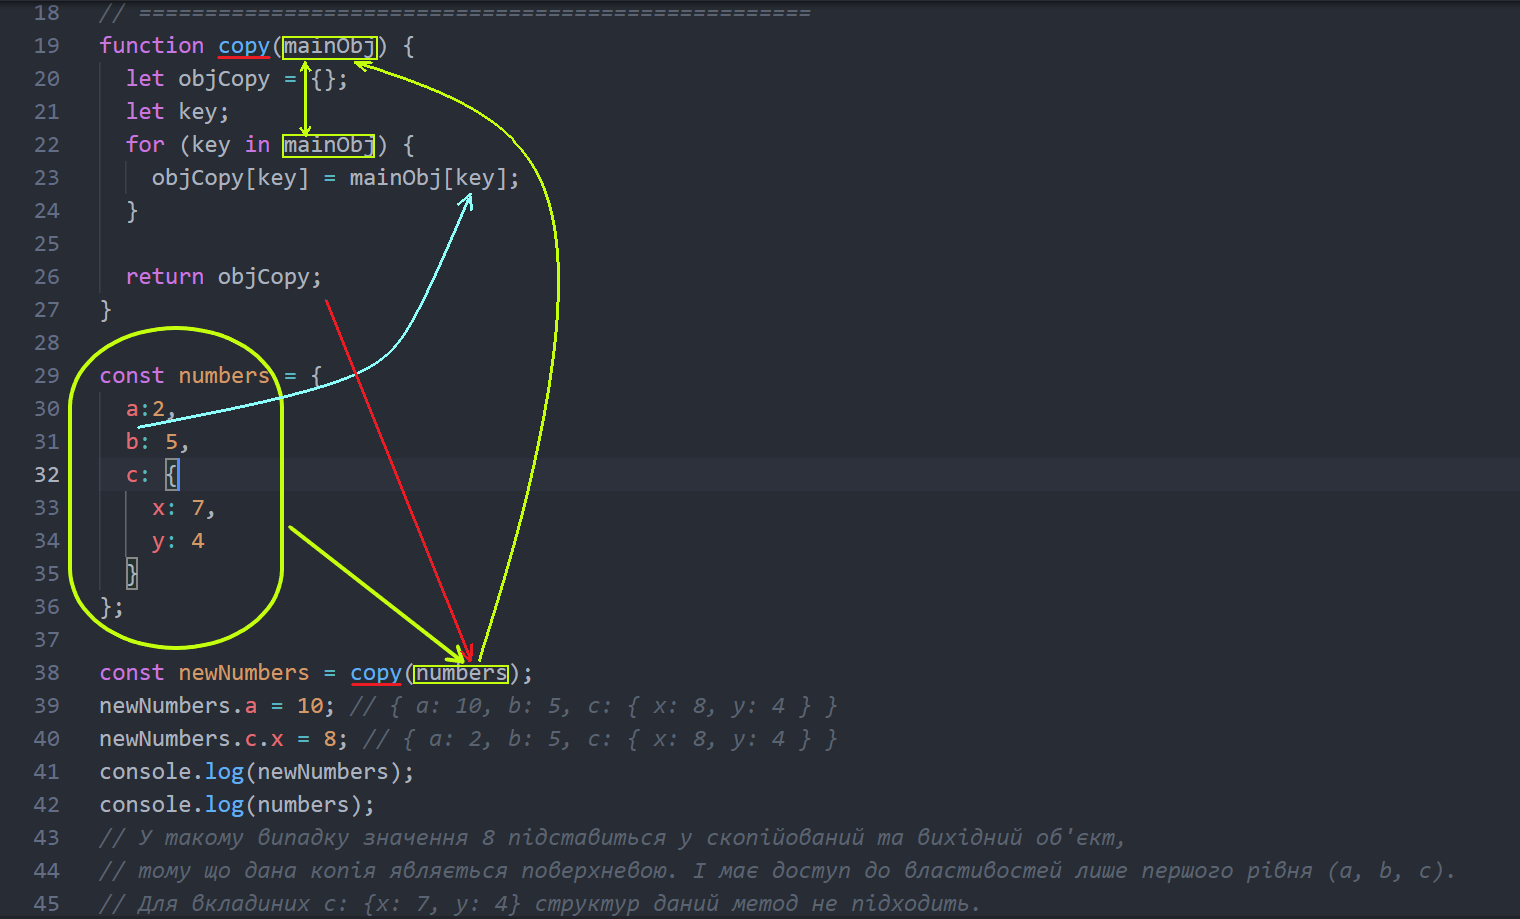 18 // ===================================================
19 function copy(mainObj) {
20 let objCopy = {};
21 let key;
22 for (key in mainObj) {
23 objCopy[key] = mainObj[key];
24 }
25
26 return objCopy;
27 }
28
29 const numbers = {
30 a:2,
31 b: 5,
32 c: {
33 x: 7,
34 y: 4
35 }
36 };
37
38 const newNumbers = copy(numbers);
39 newNumbers.a = 10; // { a: 10, b: 5, c: { x: 8, y: 4 } }
40 newNumbers.c.x = 8; // { a: 2, b: 5, c: { x: 8, y: 4 } }
41 console.log(newNumbers);
42 console.log(numbers);
43 // У такому випадку значення 8 підставиться у скопійований та вихідний об'єкт,
44 // тому що дана копія являється поверхневою. І має доступ до властивостей лише першого рівня (a, b, c).
45 // Для вкладиних c: {x: 7, y: 4} структур даний метод не підходить.